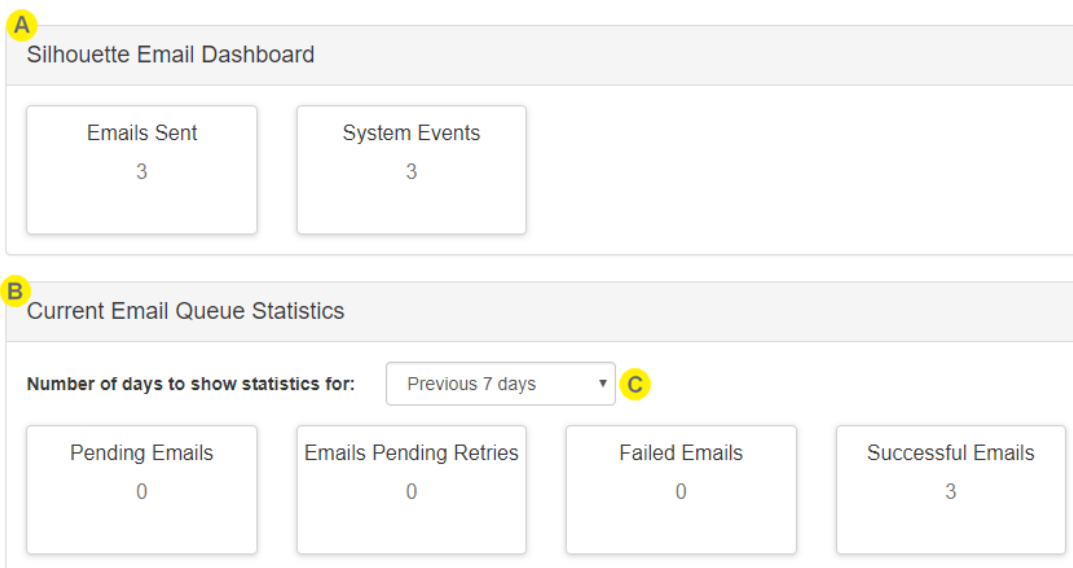 A
Silhouette Email Dashboard
Emails Sent
3
System Events
3
B
Current Email Queue Statistics
Number of days to show statistics for: Previous 7 days C
Pending Emails
0
Emails Pending Retries
0
Failed Emails
0
Successful Emails
3